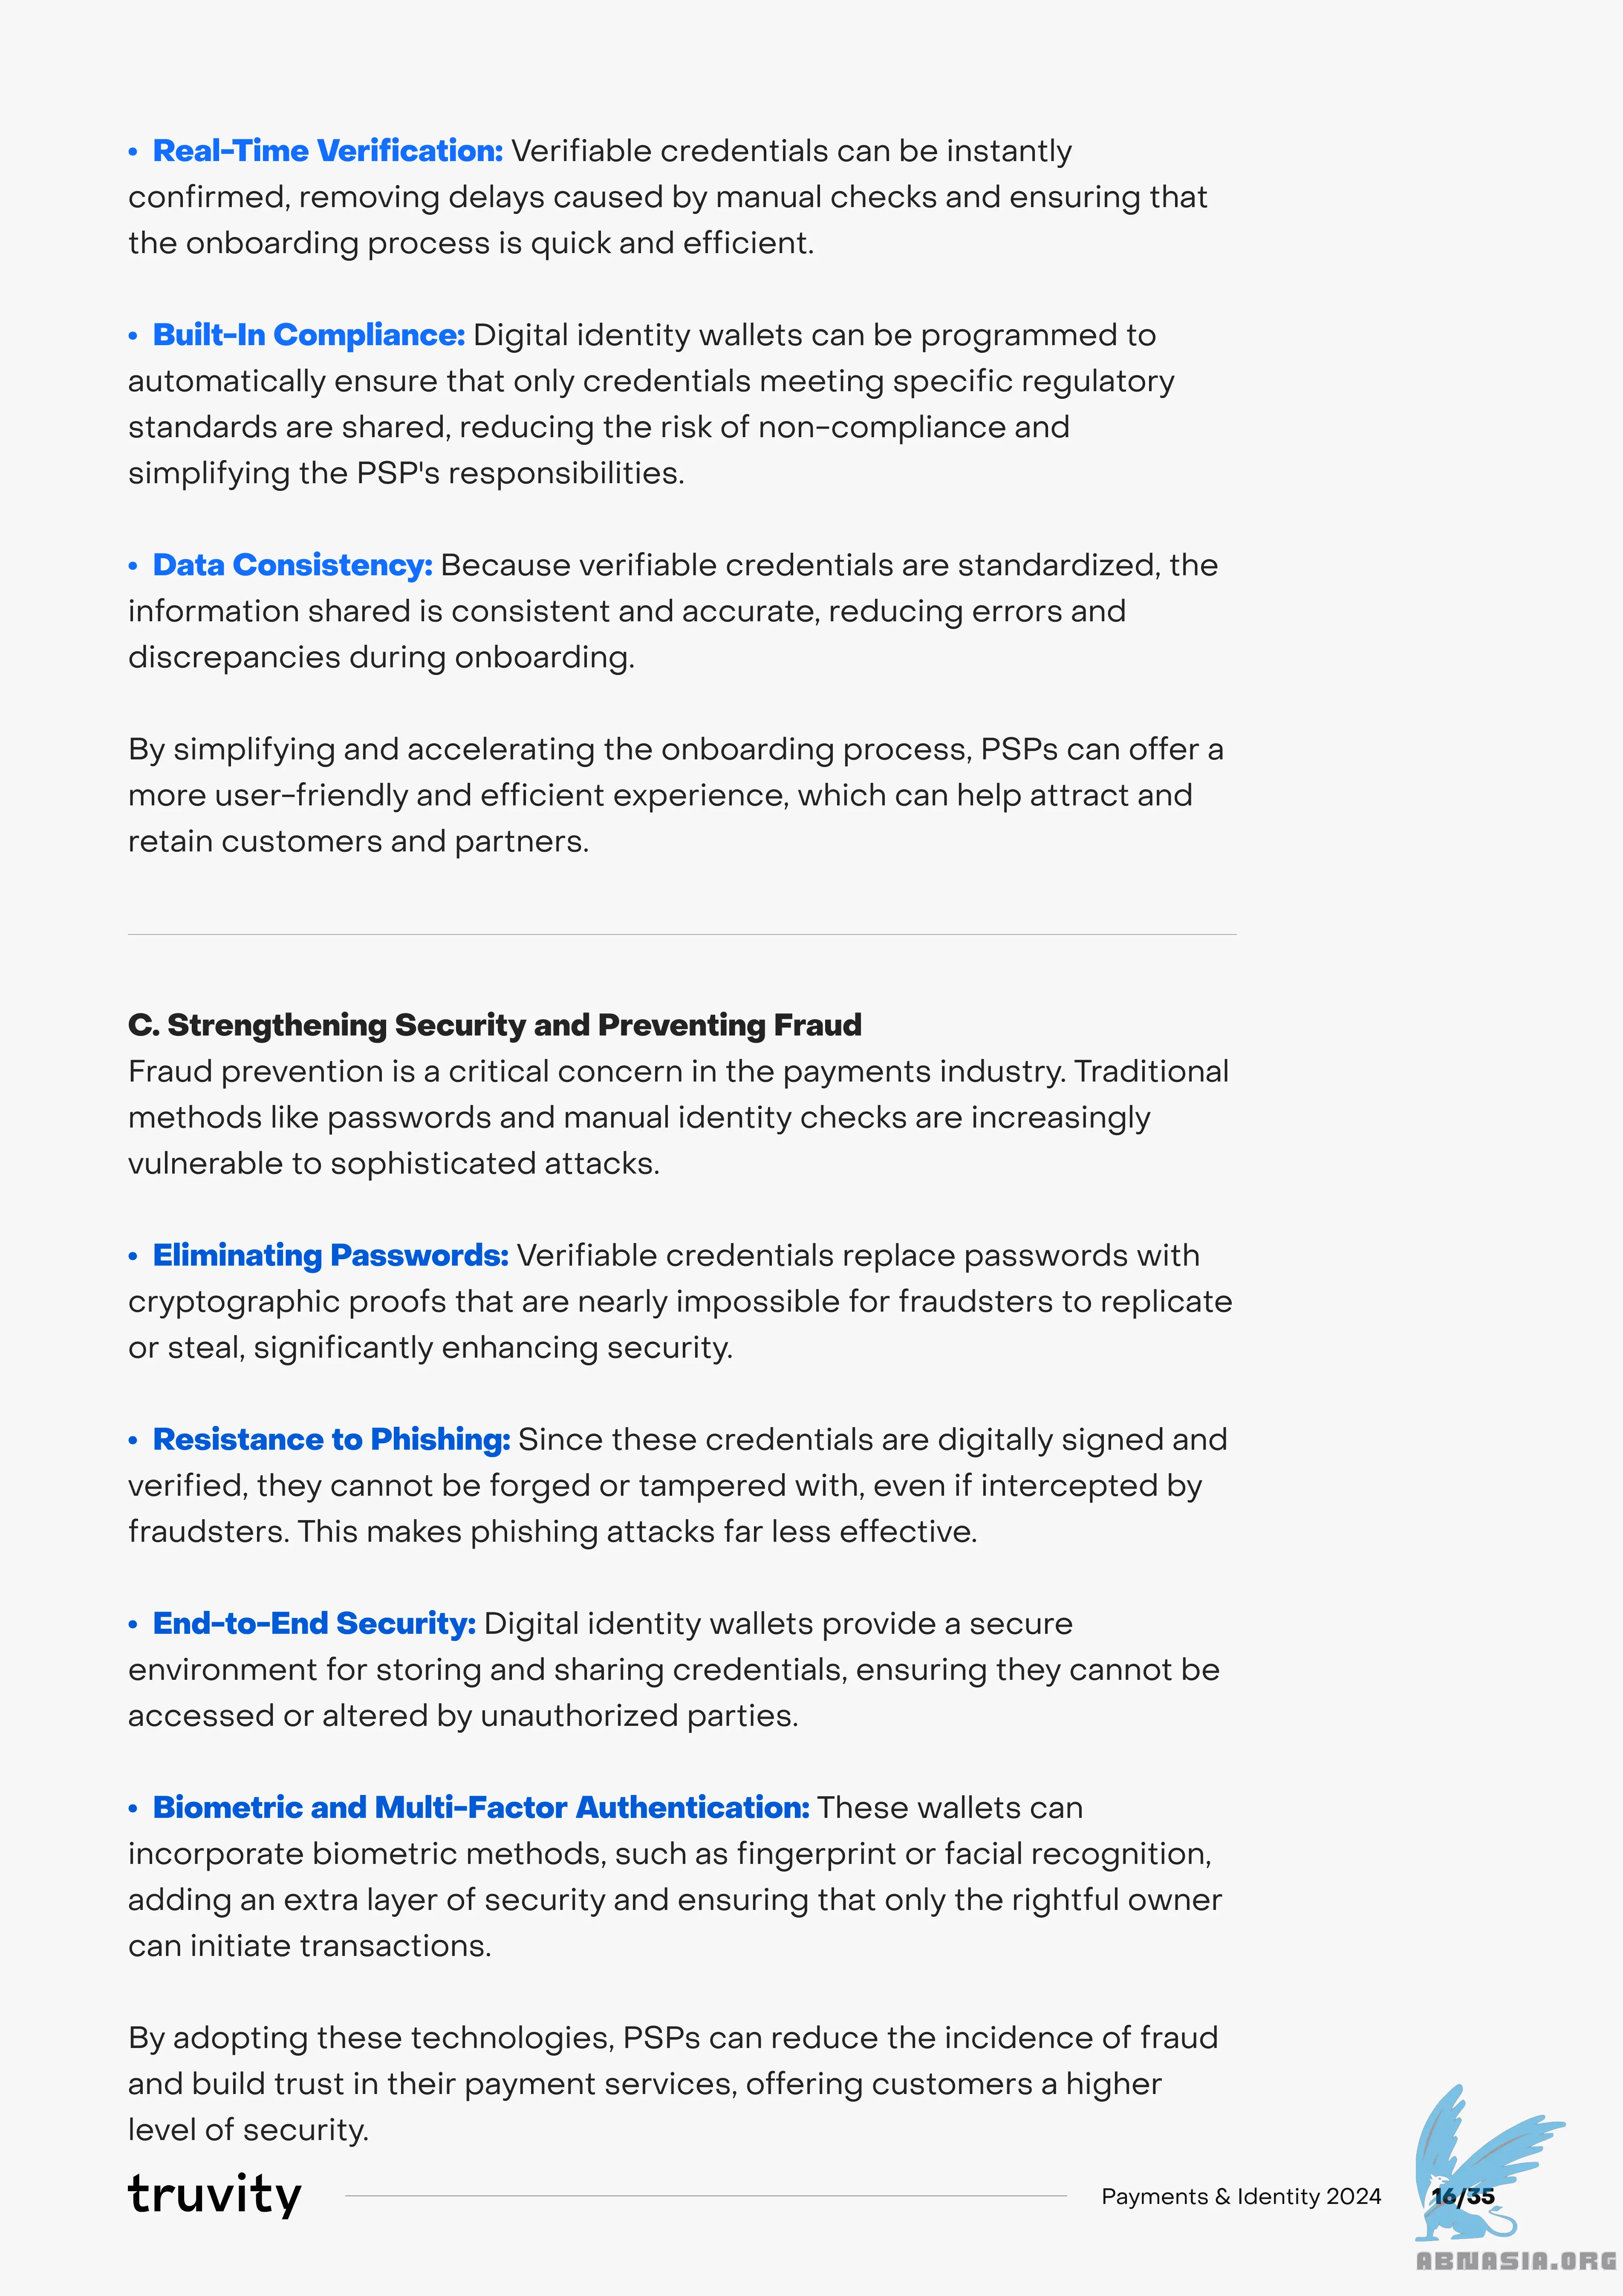 • Real-Time Verification: Verifiable credentials can be instantly
confirmed, removing delays caused by manual checks and ensuring that
the onboarding process is quick and efficient.
• Built-In Compliance: Digital identity wallets can be programmed to
automatically ensure that only credentials meeting specific regulatory
standards are shared, reducing the risk of non-compliance and
simplifying the PSP's responsibilities.
• Data Consistency: Because verifiable credentials are standardized, the
information shared is consistent and accurate, reducing errors and
discrepancies during onboarding.
By simplifying and accelerating the onboarding process, PSPs can offer a
more user-friendly and efficient experience, which can help attract and
retain customers and partners.
C. Strengthening Security and Preventing Fraud
Fraud prevention is a critical concern in the payments industry. Traditional
methods like passwords and manual identity checks are increasingly
vulnerable to sophisticated attacks.
• Eliminating Passwords: Verifiable credentials replace passwords with
cryptographic proofs that are nearly impossible for fraudsters to replicate
or steal, significantly enhancing security.
• Resistance to Phishing: Since these credentials are digitally signed and
verified, they cannot be forged or tampered with, even if intercepted by
fraudsters. This makes phishing attacks far less effective.
• End-to-End Security: Digital identity wallets provide a secure
environment for storing and sharing credentials, ensuring they cannot be
accessed or altered by unauthorized parties.
• Biometric and Multi-Factor Authentication: These wallets can
incorporate biometric methods, such as fingerprint or facial recognition,
adding an extra layer of security and ensuring that only the rightful owner
can initiate transactions.
By adopting these technologies, PSPs can reduce the incidence of fraud
and build trust in their payment services, offering customers a higher
level of security.
truvity
Payments & Identity 2024
16/35
ABNASIA.ORG